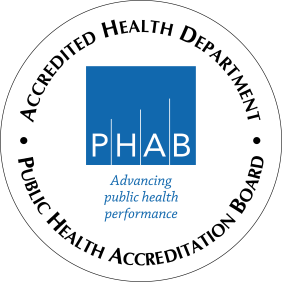 ACCREDITED HEALTH DEPARTMENT
PHAB
Advancing
public health
performance
• PUBLIC HEALTH ACCREDITATION BOARD •